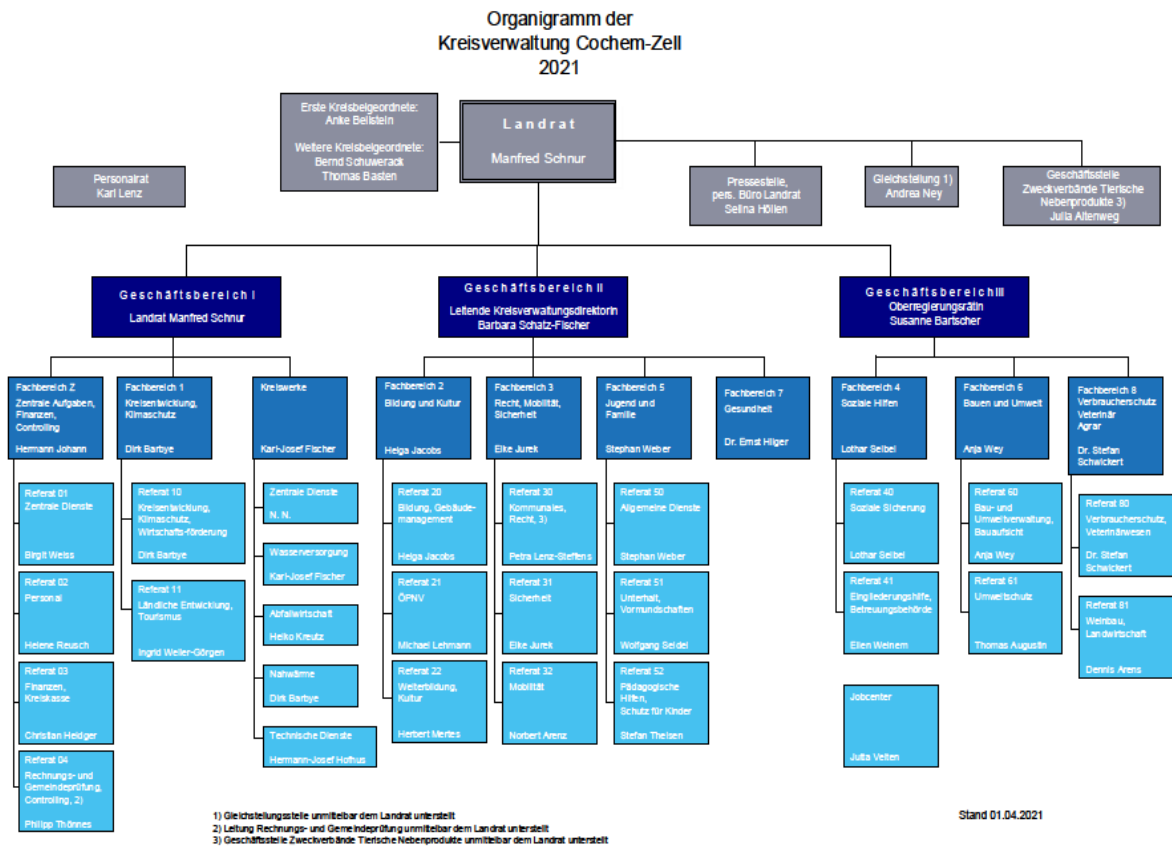 Organigramm der
Kreisverwaltung Cochem-Zell
2021
Erste Kreisbeigeordnete:
Anke Beilstein
Weitere Kreisbeigeordnete:
Bernd Schuwerack
Thomas Basten
Landrat
Manfred Schnur
Personalrat
Karl Lenz
Pressestelle,
pers. Büro Landrat
Selina Höllen
Gleichstellung 1)
Andrea Ney
Geschäftsstelle
Zweckverbände Tierische
Nebenprodukte 3)
Julia Altenweg
Geschäftsbereich I
Landrat Manfred Schnur
Geschäftsbereich II
Leitende Kreisverwaltungsdirektorin
Barbara Schatz-Fischer
Geschäftsbereich III
Oberregierungsrätin
Susanne Bartscher
Fachbereich Z
Zentrale Aufgaben,
Finanzen,
Controlling
Hermann Johann
Fachbereich 1
Kreisentwicklung,
Klimaschutz
Dirk Barbye
Kreiswerke
Karl-Josef Fischer
Fachbereich 2
Bildung und Kultur
Helga Jacobs
Fachbereich 3
Recht, Mobilität,
Sicherheit
Elke Jurek
Fachbereich 5
Jugend und
Familie
Stephan Weber
Fachbereich 7
Gesundheit
Dr. Ernst Hilger
Fachbereich 4
Soziale Hilfen
Lothar Seibel
Fachbereich 6
Bauen und Umwelt
Anja Wey
Fachbereich 8
Verbraucherschutz
Veterinär
Agrar
Dr. Stefan
Schwickert
Referat 01
Zentrale Dienste
Birgit Weiss
Referat 02
Personal
Helene Reusch
Referat 03
Finanzen,
Kreiskasse
Christian Heidger
Referat 04
Rechnungs- und
Gemeindeprüfung,
Controlling, 2)
Philipp Thönnes
Referat 10
Kreisentwicklung,
Klimaschutz,
Wirtschafts-förderung
Dirk Barbye
Referat 11
Ländliche Entwicklung,
Tourismus
Ingrid Weiler-Görgen
Zentrale Dienste
N. N.
Wasserversorgung
Karl-Josef Fischer
Abfallwirtschaft
Heiko Kreutz
Nahwärme
Dirk Barbye
Technische Dienste
Hermann-Josef Hofhus
Referat 20
Bildung, Gebäude-
management
Helga Jacobs
Referat 21
ÖPNV
Michael Lehmann
Referat 22
Weiterbildung,
Kultur
Herbert Mertes
Referat 30
Kommunales,
Recht, 3)
Petra Lenz-Steffens
Referat 31
Sicherheit
Elke Jurek
Referat 32
Mobilität
Norbert Arenz
Referat 50
Allgemeine Dienste
Stephan Weber
Referat 51
Unterhalt,
Vormundschaften
Wolfgang Seidel
Referat 52
Pädagogische
Hilfen,
Schutz für Kinder
Stefan Theisen
Referat 40
Soziale Sicherung
Lothar Seibel
Referat 41
Eingliederungshilfe,
Betreuungsbehörde
Ellen Weinem
Jobcenter
Jutta Velten
Referat 60
Bau- und
Umweltverwaltung,
Bauaufsicht
Anja Wey
Referat 61
Umweltschutz
Thomas Augustin
Referat 80
Verbraucherschutz,
Veterinärwesen
Dr. Stefan
Schwickert
Referat 81
Weinbau,
Landwirtschaft
Dennis Arens
1) Gleichstellungsstelle unmittelbar dem Landrat unterstellt
2) Leitung Rechnungs- und Gemeindeprüfung unmittelbar dem Landrat unterstellt
3) Geschäftsstelle Zweckverbände Tierische Nebenprodukte unmittelbar dem Landrat unterstellt
Stand 01.04.2021